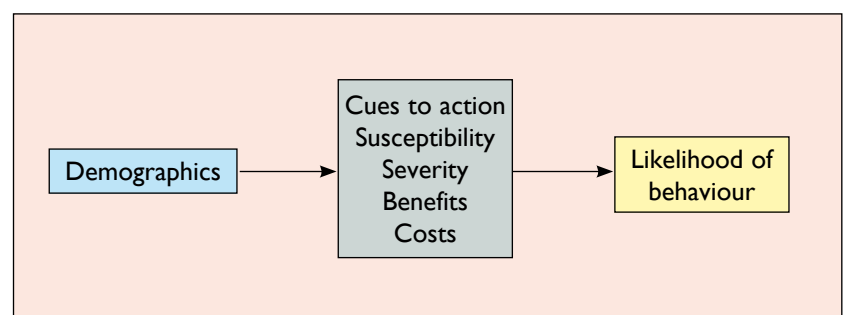 Demographics
Cues to action
Susceptibility
Severity
Benefits
Costs
Likelihood of
behaviour